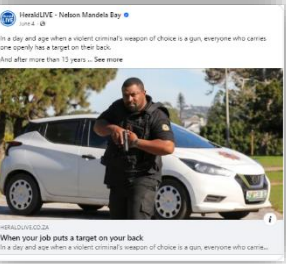 HeraldLIVE - Nelson Mandela Bay
June 4
In a day and age when a violent criminal's weapon of choice is a gun, everyone who carries
one openly has a target on their back.
And after more than 15 years ... See more
HERALDLIVE.CO.ZA
When your job puts a target on your back
In a day and age when a violent criminal's weapon of choice is a gun, everyone who carrie...